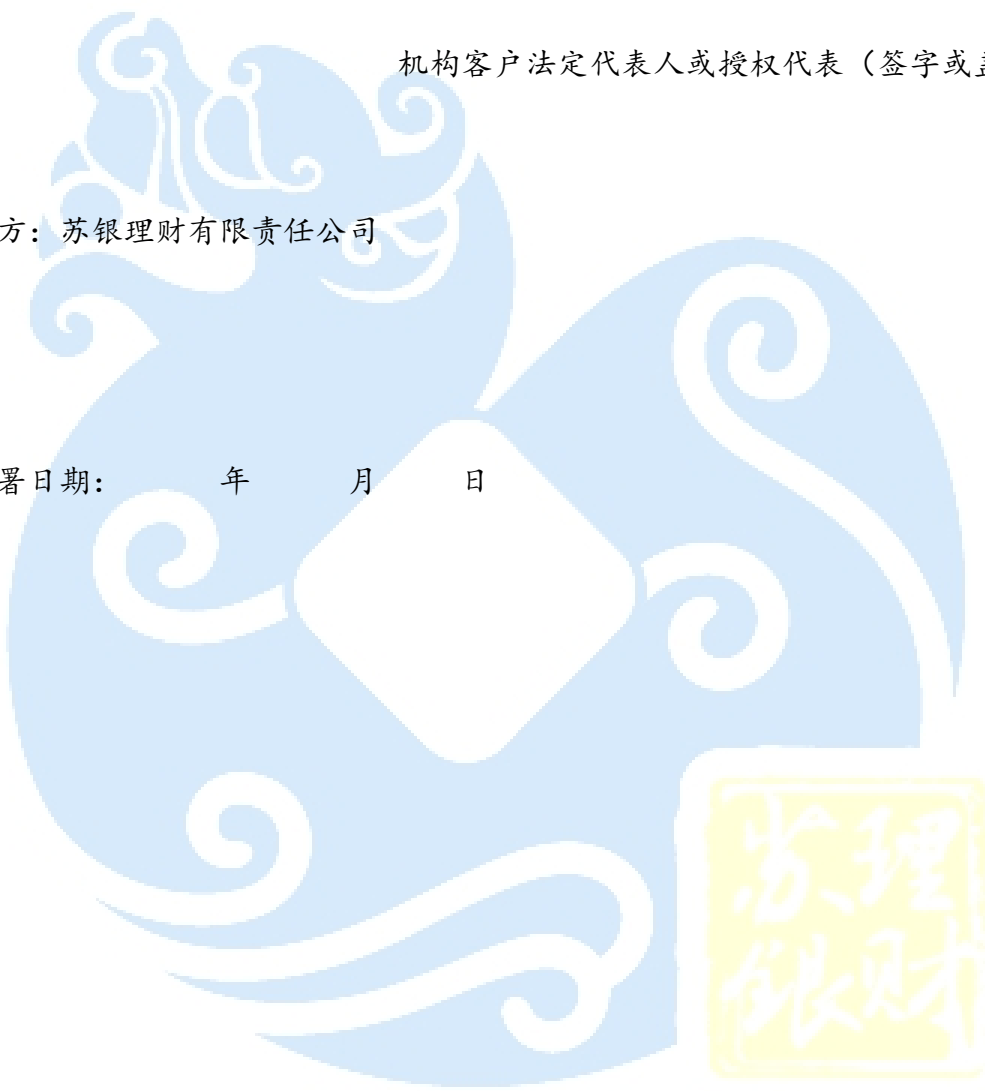 机构客户法定代表人或授权代表（签字或盖
方：苏银理财有限责任公司
署日期：　　　年　　　月　　　日
苏理
银财